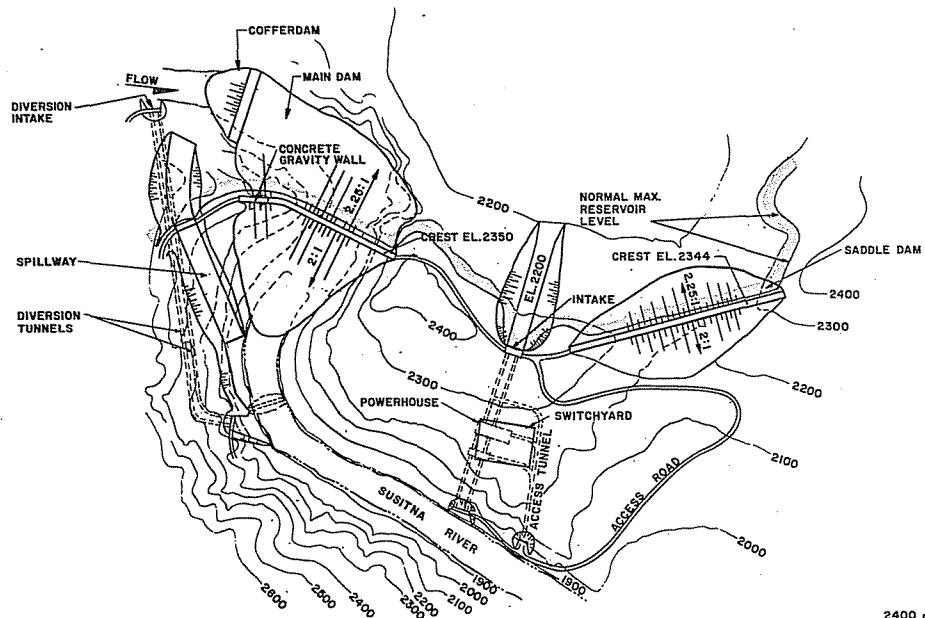 COFFERDAM
FLOW
MAIN DAM
DIVERSION
INTAKE
CONCRETE
GRAVITY WALL
2.25:1
2:1
2200
NORMAL MAX.
RESERVOIR
LEVEL
CREST EL.2350
CREST EL.2344
SADDLE DAM
SPILLWAY
EL.2200
INTAKE
2.25:1
2:1
2400
2300
DIVERSION
TUNNELS
2400
2300
2200
POWERHOUSE
SWITCHYARD
ACCESS TUNNEL
ACCESS ROAD
2100
SUSITNA
RIVER
2000
1900
1900
2000
2100
2200
2300
2400
2500
2600
2400